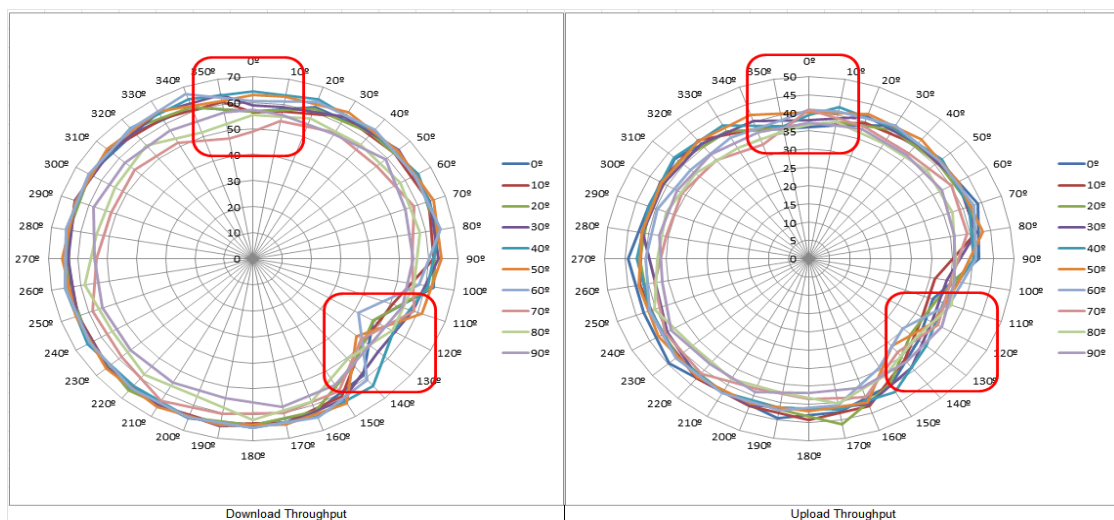 0º
10º
20º
30º
40º
50º
60º
70º
80º
90º
100º
110º
120º
130º
140º
150º
160º
170º
180º
190º
200º
210º
220º
230º
240º
250º
260º
270º
280º
290º
300º
310º
320º
330º
340º
350º
70
60
50
40
30
20
10
0
0º
10º
20º
30º
40º
50º
60º
70º
80º
90º
Download Throughput
0º
10º
20º
30º
40º
50º
60º
70º
80º
90º
100º
110º
120º
130º
140º
150º
160º
170º
180º
190º
200º
210º
220º
230º
240º
250º
260º
270º
280º
290º
300º
310º
320º
330º
340º
350º
50
45
40
35
30
25
20
15
10
5
0
0º
10º
20º
30º
40º
50º
60º
70º
80º
90º
Upload Throughput